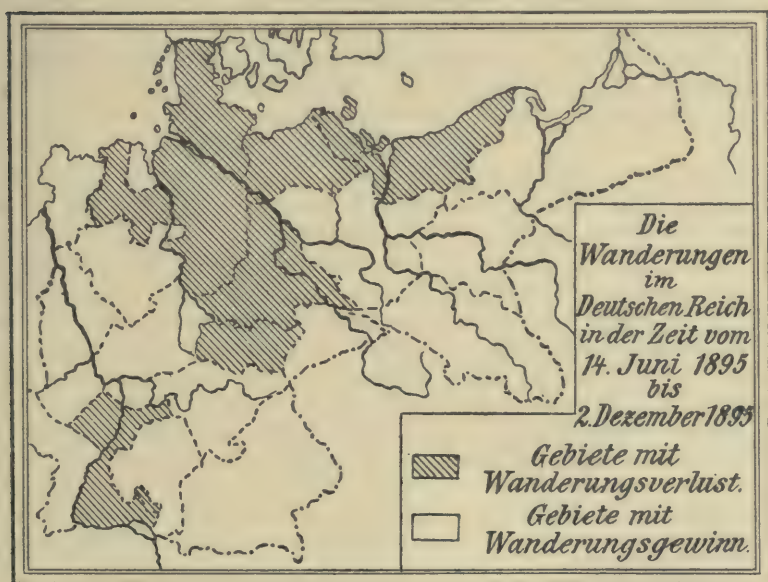 Die
Wanderungen
im
Deutschen Reich
in der Zeit vom
14. Juni 1895
bis
2. Dezember 1895
Gebiete mit
Wanderungsverlust.
Gebiete mit
Wanderungsgewinn.